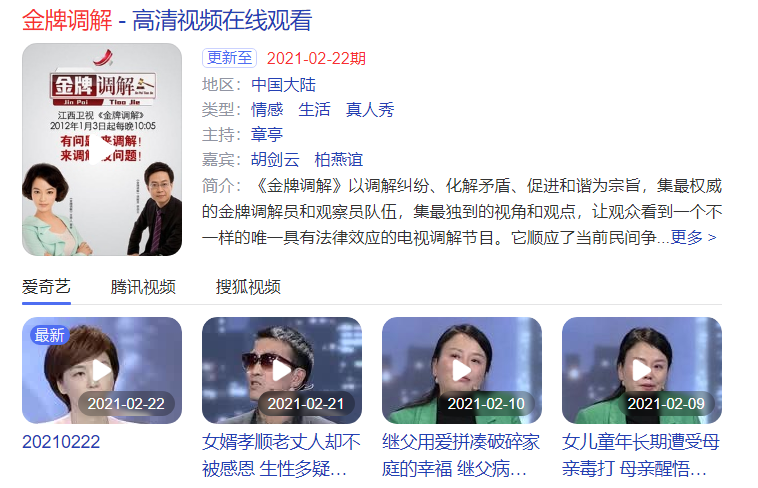 金牌调解 - 高清视频在线观看
金牌调解
Jin Pai Tiao Jie
江西卫视《金牌调解》
2012年1月3日起每晚10:05
有问 来调解!
来调 问题!
更新至 2021-02-22期
地区: 中国大陆
类型: 情感 生活 真人秀
主持: 章亭
嘉宾: 胡剑云 柏燕谊
简介: 《金牌调解》以调解纠纷、化解矛盾、促进和谐为宗旨，集最权威
的金牌调解员和观察员队伍，集最独到的视角和观点，让观众看到一个不
一样的唯一具有法律效应的电视调解节目。它顺应了当前民间争...更多 >
爱奇艺 腾讯视频 搜狐视频
最新
2021-02-22
2021-02-21
2021-02-10
2021-02-09
20210222
女婿孝顺老丈人却不
被感恩 生性多疑…
继父用爱拼凑破碎家
庭的幸福 继父病…
女儿童年长期遭受母
亲毒打 母亲醒悟…